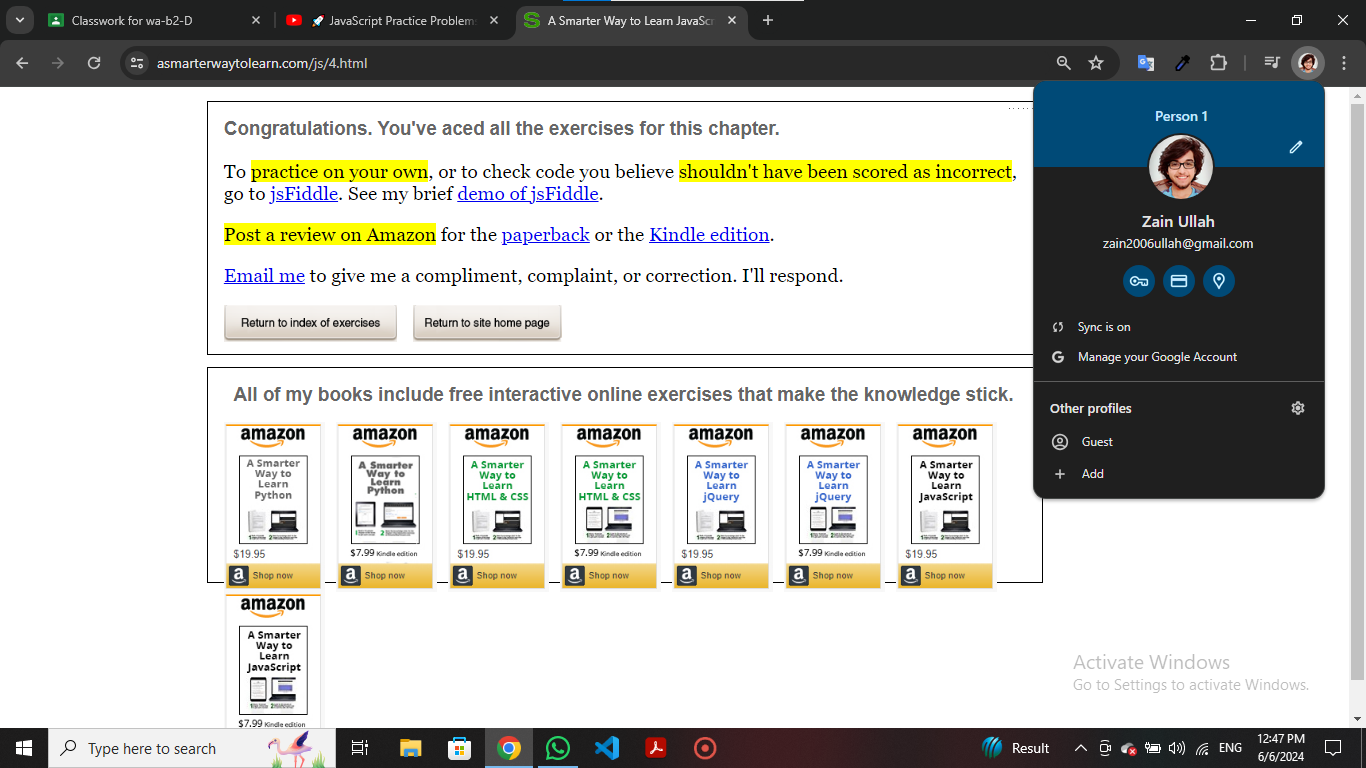 Classwork for wa-b2-D
JavaScript Practice Problem
A Smarter Way to Learn JavaSc
asmarterwaytolearn.com/js/4.html
Congratulations. You've aced all the exercises for this chapter.
To practice on your own, or to check code you believe shouldn't have been scored as incorrect,
go to jsFiddle. See my brief demo of jsFiddle.
Post a review on Amazon for the paperback or the Kindle edition.
Email me to give me a compliment, complaint, or correction. I'll respond.
Return to index of exercises Return to site home page
Person 1
Zain Ullah
zain2006ullah@gmail.com
Sync is on
Manage your Google Account
Other profiles
Guest
Add
All of my books include free interactive online exercises that make the knowledge stick.
amazon
A Smarter
Way to
Learn
Python
$19.95
Shop now
amazon
A Smarter
Way to
Learn
Python
$7.99 Kindle edition
Shop now
amazon
A Smarter
Way to
Learn
HTML & CSS
$19.95
Shop now
amazon
A Smarter
Way to
Learn
HTML & CSS
$7.99 Kindle edition
Shop now
amazon
A Smarter
Way to
Learn
jQuery
$19.95
Shop now
amazon
A Smarter
Way to
Learn
jQuery
$7.99 Kindle edition
Shop now
amazon
A Smarter
Way to
Learn
JavaScript
$19.95
Shop now
amazon
A Smarter
Way to
Learn
JavaScript
$7.99 Kindle edition
Activate Windows
Go to Settings to activate Windows.
Type here to search
Result
ENG
12:47 PM
6/6/2024